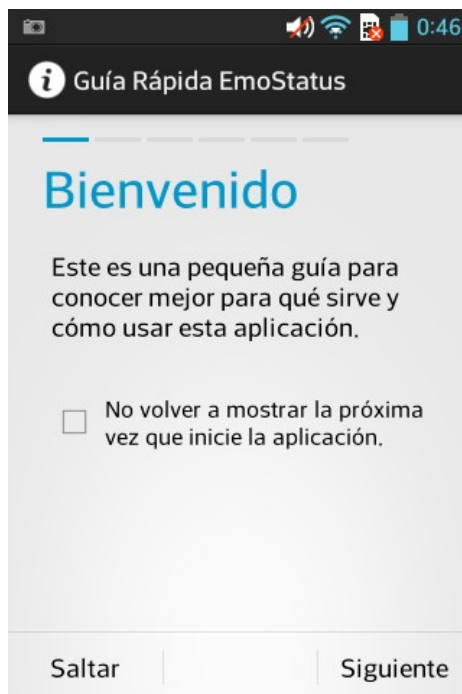 0:46
Guía Rápida EmoStatus
Bienvenido
Este es una pequeña guía para
conocer mejor para qué sirve y
cómo usar esta aplicación.
No volver a mostrar la próxima
vez que inicie la aplicación.
Saltar
Siguiente